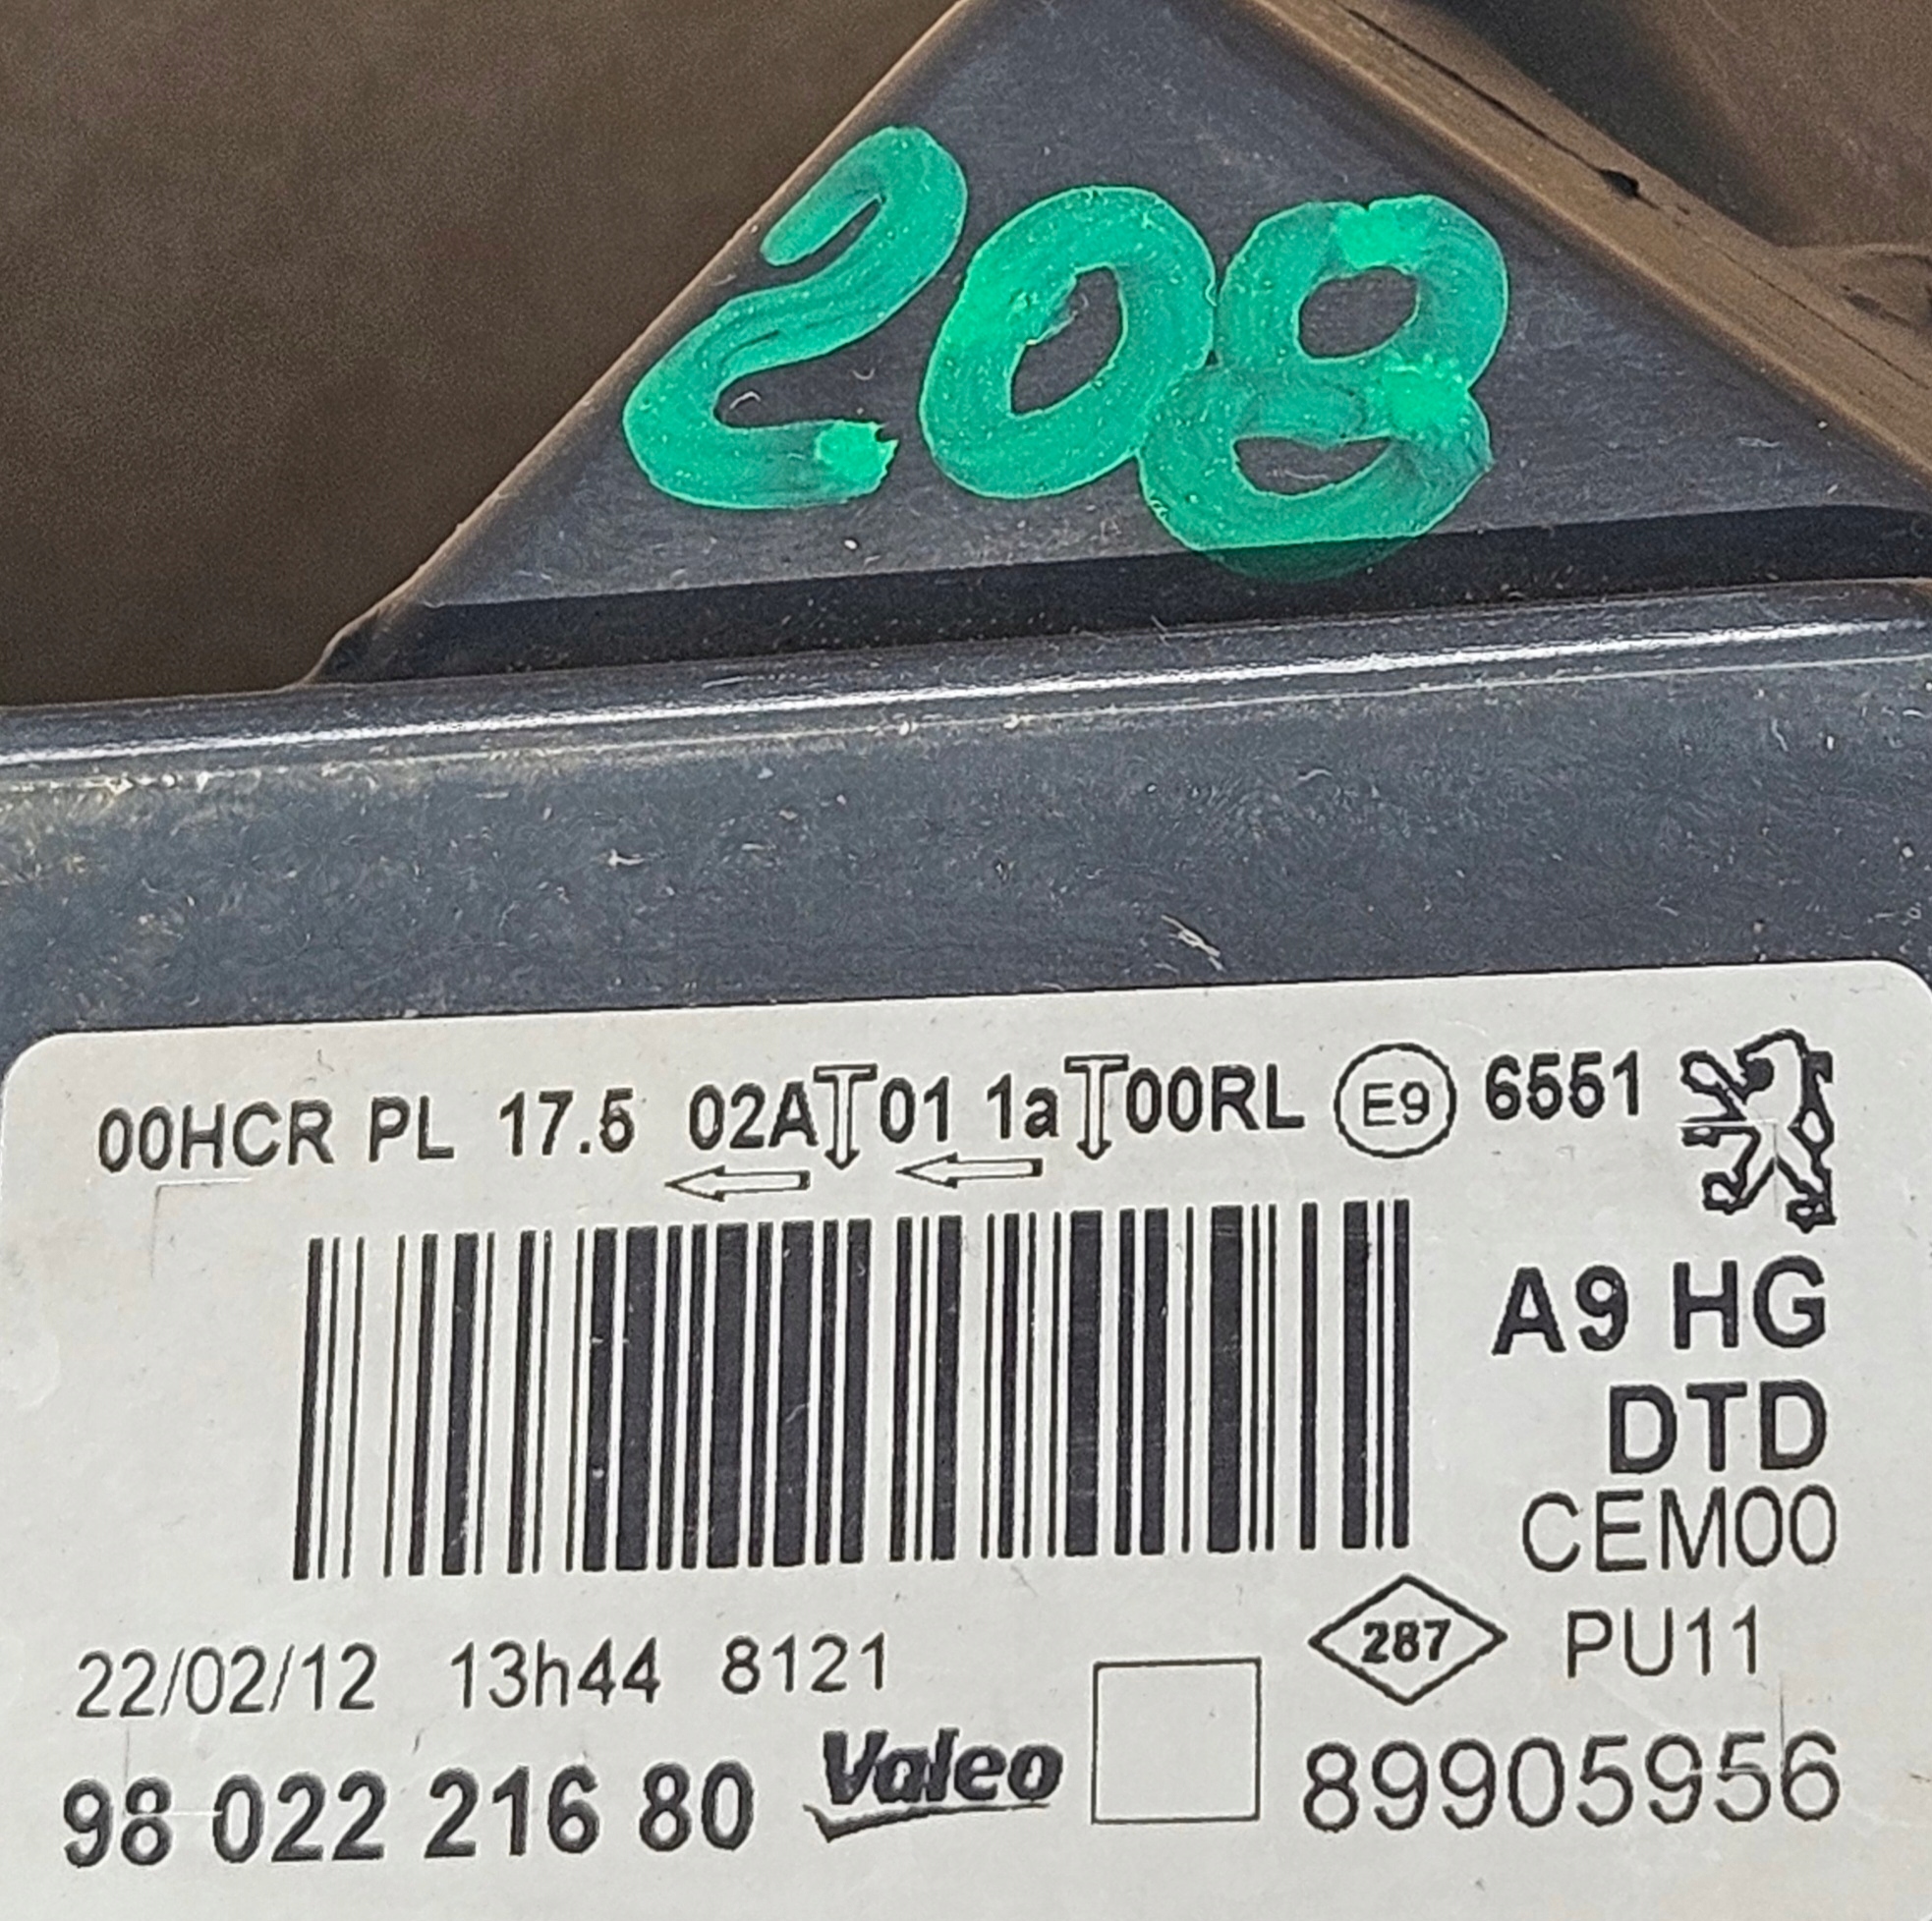 208
00HCR PL 17.5 02A 01 1a 00RL E9 6551
A9 HG
DTD
CEM00
22/02/12 13h44 8121
287 PU11
98 022 216 80 Valeo 89905956